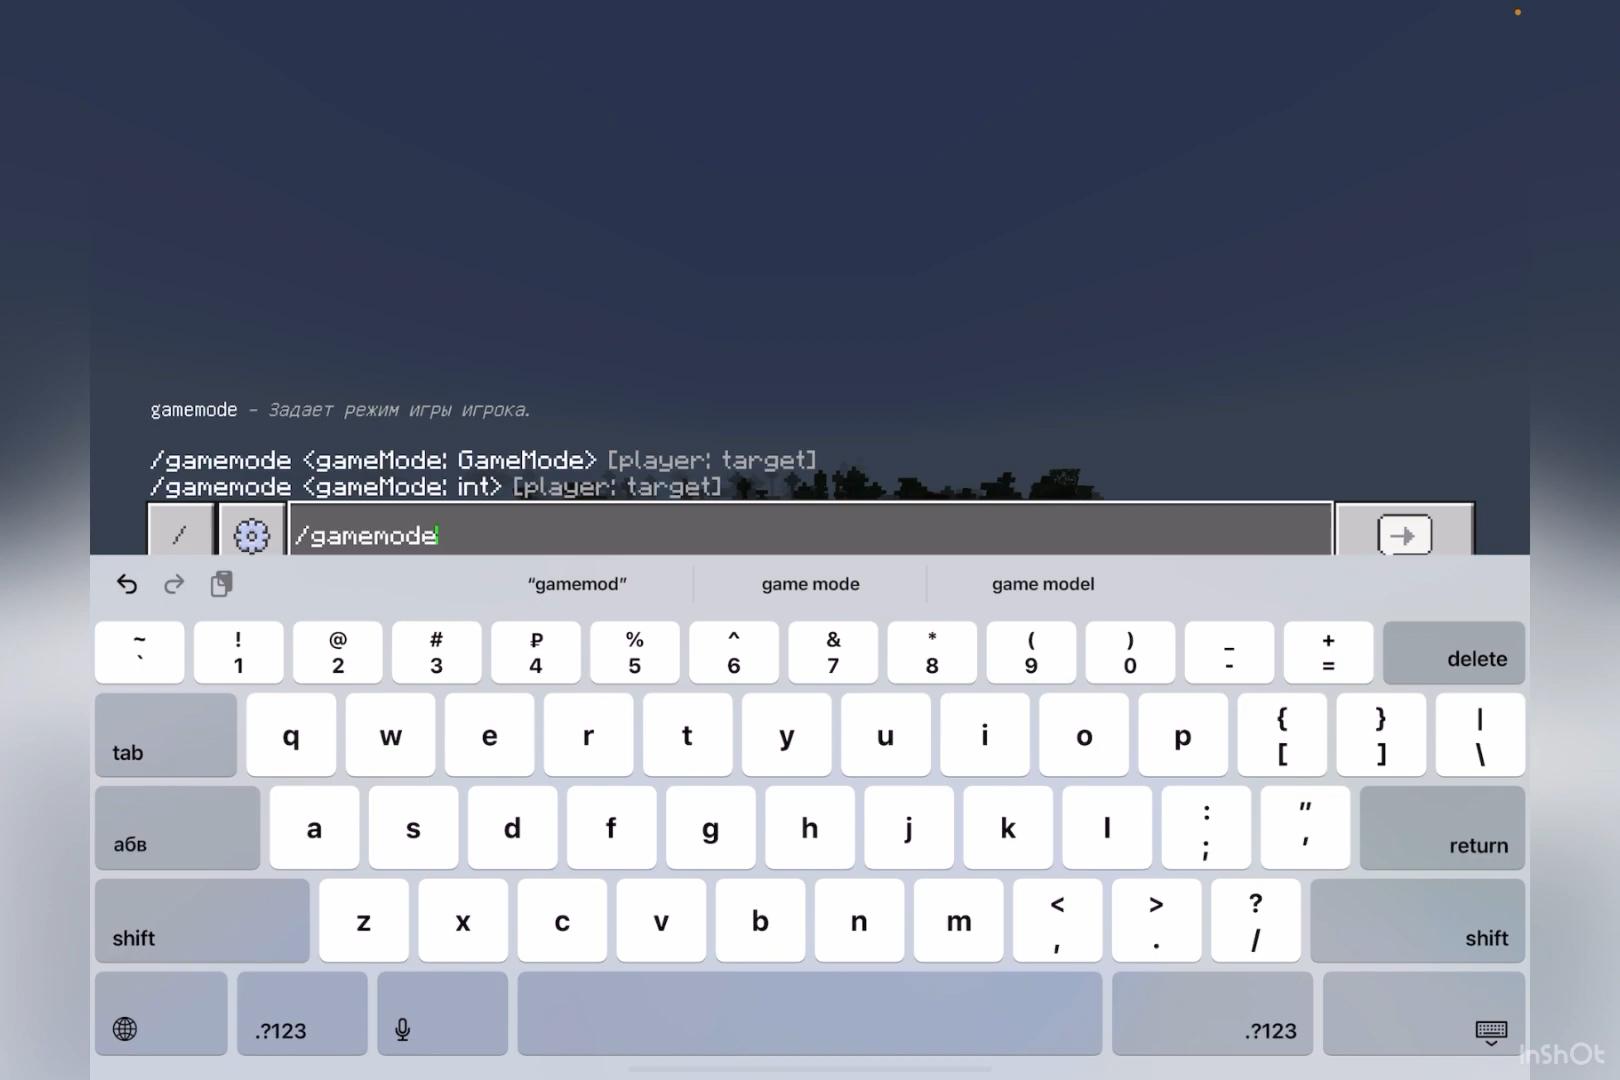 gamemode – Задает режим игры игрока.
/gamemode <gameMode: GameMode> [player: target]
/gamemode <gameMode: int> [player: target]
/
/gamemode
“gamemod” game mode game model
~ ! @ # ₽ % ^ & * ( ) _ +
` 1 2 3 4 5 6 7 8 9 0 - = delete
tab q w e r t y u i o p { [ } ] | \
абв a s d f g h j k l : ; " ' return
shift z x c v b n m < , > . ? / shift
.?123 .?123
InShOt